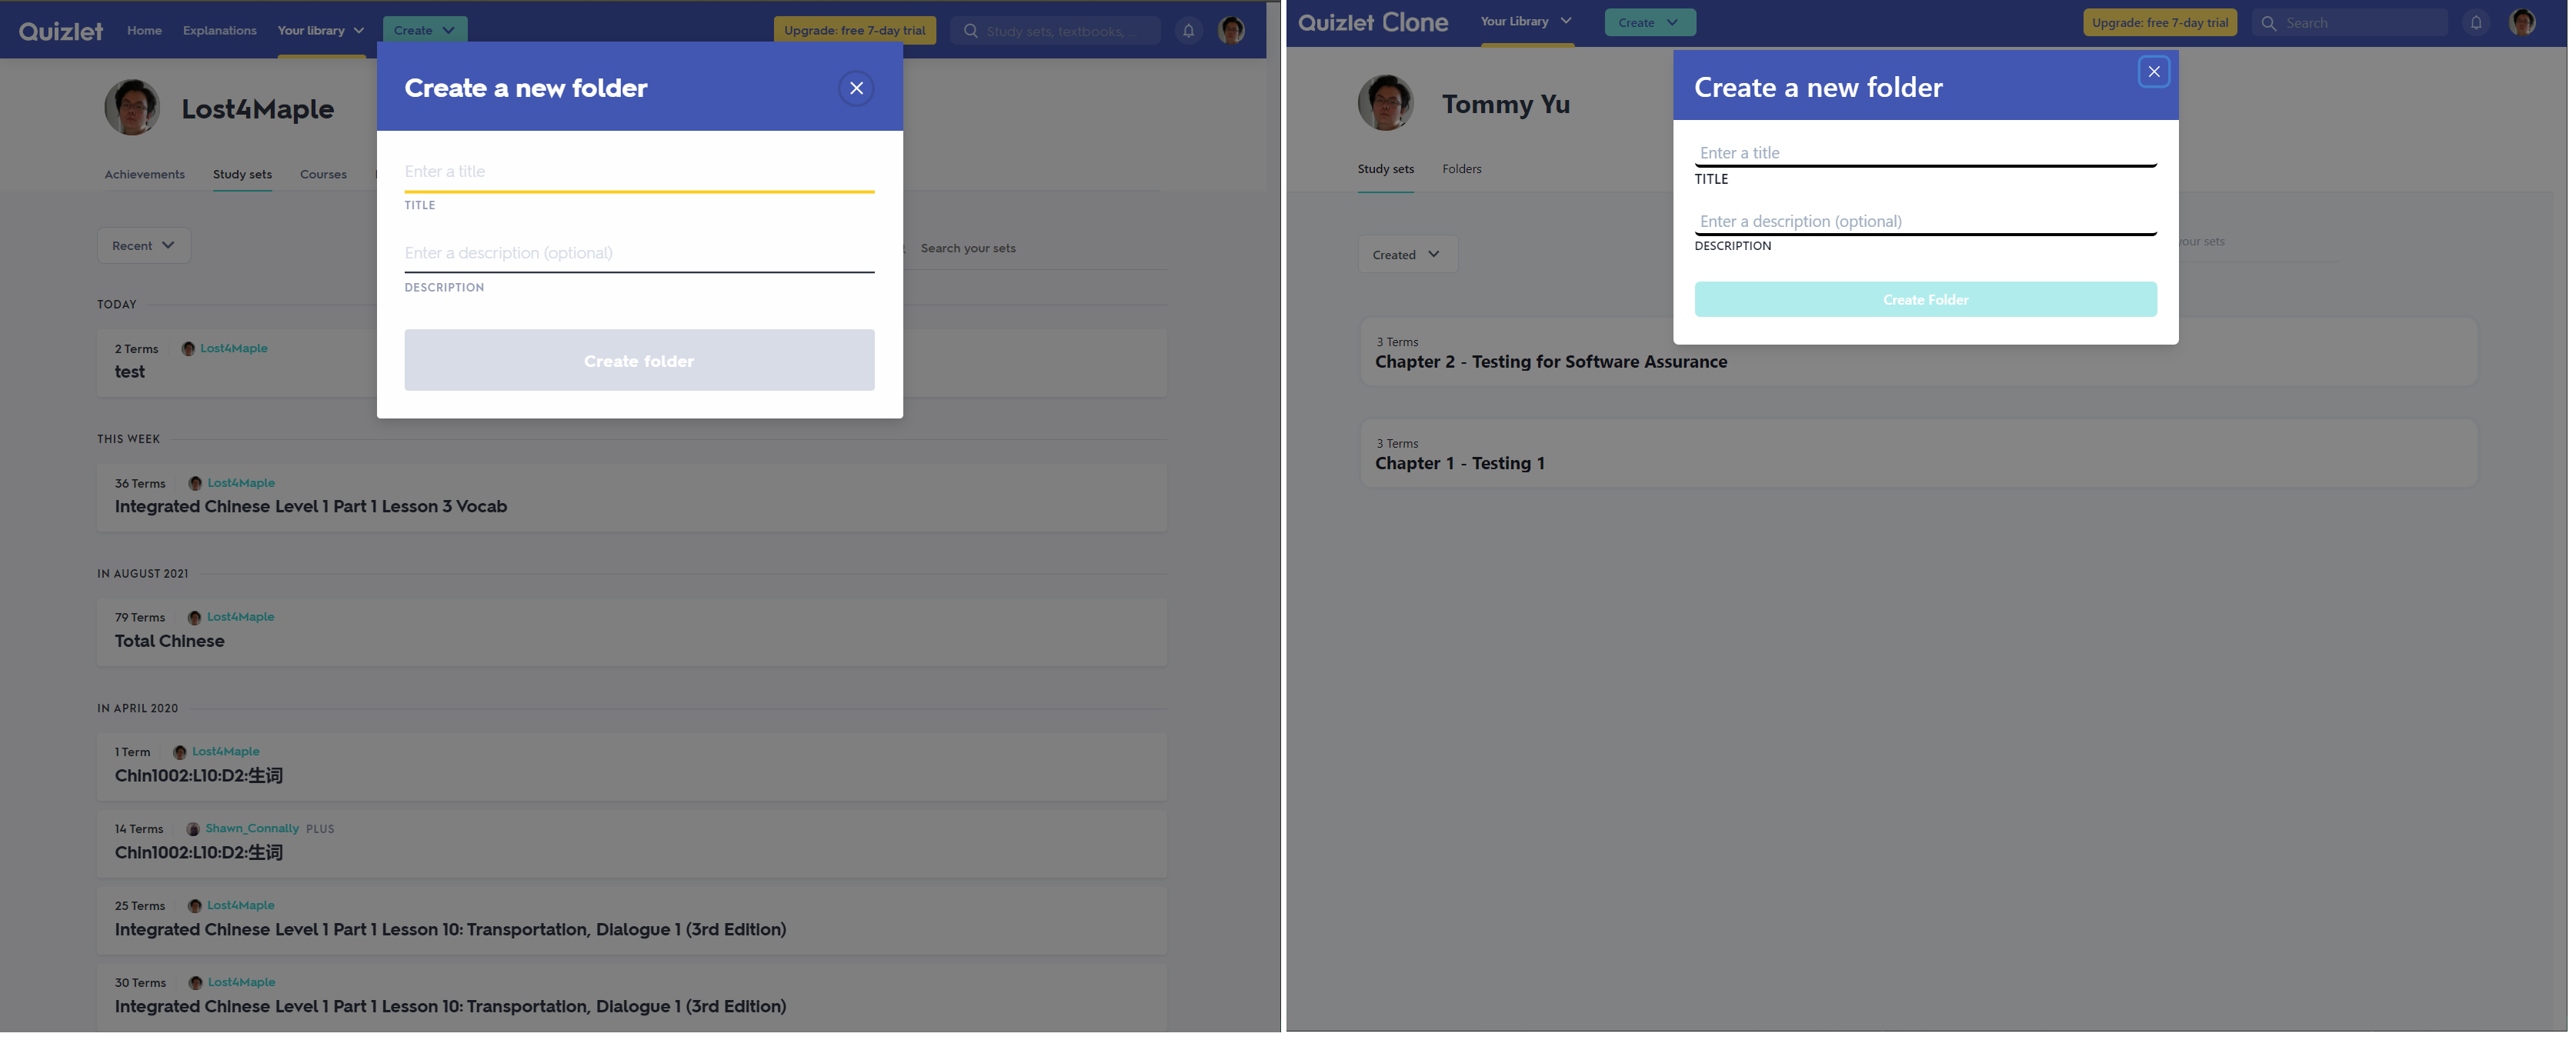 Quizlet Home Explanations Your library Create Upgrade: free 7-day trial Study sets, textbooks, ...
Create a new folder
Lost4Maple
Achievements Study sets Courses
Enter a title
TITLE
Recent
Search your sets
Enter a description (optional)
DESCRIPTION
Create folder
TODAY
2 Terms Lost4Maple
test
THIS WEEK
36 Terms Lost4Maple
Integrated Chinese Level 1 Part 1 Lesson 3 Vocab
IN AUGUST 2021
79 Terms Lost4Maple
Total Chinese
IN APRIL 2020
1 Term Lost4Maple
Chin1002:L10:D2:生词
14 Terms Shawn_Connally PLUS
Chin1002:L10:D2:生词
25 Terms Lost4Maple
Integrated Chinese Level 1 Part 1 Lesson 10: Transportation, Dialogue 1 (3rd Edition)
30 Terms Lost4Maple
Integrated Chinese Level 1 Part 1 Lesson 10: Transportation, Dialogue 1 (3rd Edition)
Quizlet Clone Your Library Create Upgrade: free 7-day trial Search
Create a new folder
Tommy Yu
Study sets Folders
Enter a title
TITLE
Enter a description (optional)
DESCRIPTION
Create Folder
Created
your sets
3 Terms
Chapter 2 - Testing for Software Assurance
3 Terms
Chapter 1 - Testing 1